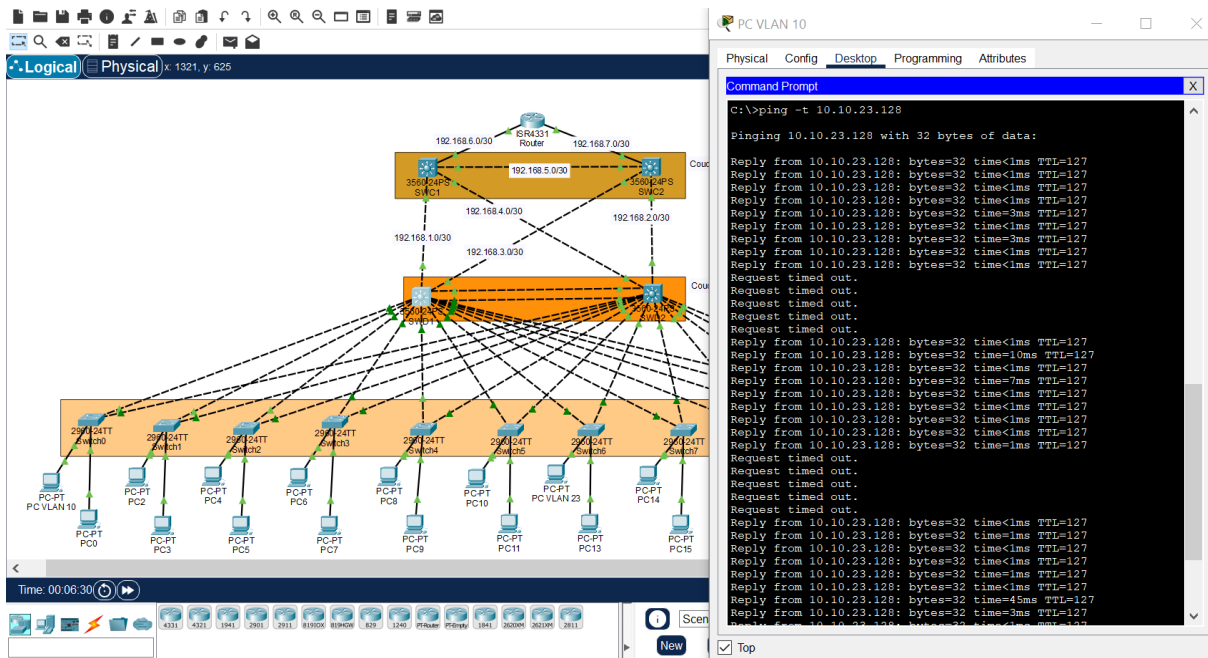 Logical
Physical
x: 1321, y: 625
ISR4331
Router
192.168.6.0/30
192.168.7.0/30
192.168.5.0/30
3560-24PS
SWC1
3560-24PS
SWC2
192.168.4.0/30
192.168.2.0/30
192.168.1.0/30
192.168.3.0/30
3560-24PS
SWD1
3560-24PS
SWD2
2960-24TT
Switch0
2960-24TT
Switch1
2960-24TT
Switch2
2960-24TT
Switch3
2960-24TT
Switch4
2960-24TT
Switch5
2960-24TT
Switch6
2960-24TT
Switch7
PC-PT
PC VLAN 10
PC-PT
PC2
PC-PT
PC4
PC-PT
PC6
PC-PT
PC8
PC-PT
PC10
PC-PT
PC VLAN 23
PC-PT
PC14
PC-PT
PC0
PC-PT
PC3
PC-PT
PC5
PC-PT
PC7
PC-PT
PC9
PC-PT
PC11
PC-PT
PC13
PC-PT
PC15
Time: 00:06:30
4331
4321
1941
2901
2911
819IOX
819HGW
829
1240
PT-Router
PT-Empty
1841
2620XM
2621XM
2811
Scen
New
PC VLAN 10
Physical Config Desktop Programming Attributes
Command Prompt X
C:\>ping -t 10.10.23.128
Pinging 10.10.23.128 with 32 bytes of data:
Reply from 10.10.23.128: bytes=32 time<1ms TTL=127
Reply from 10.10.23.128: bytes=32 time<1ms TTL=127
Reply from 10.10.23.128: bytes=32 time<1ms TTL=127
Reply from 10.10.23.128: bytes=32 time<1ms TTL=127
Reply from 10.10.23.128: bytes=32 time=3ms TTL=127
Reply from 10.10.23.128: bytes=32 time<1ms TTL=127
Reply from 10.10.23.128: bytes=32 time=3ms TTL=127
Reply from 10.10.23.128: bytes=32 time<1ms TTL=127
Reply from 10.10.23.128: bytes=32 time<1ms TTL=127
Request timed out.
Request timed out.
Request timed out.
Request timed out.
Request timed out.
Reply from 10.10.23.128: bytes=32 time<1ms TTL=127
Reply from 10.10.23.128: bytes=32 time=10ms TTL=127
Reply from 10.10.23.128: bytes=32 time=7ms TTL=127
Reply from 10.10.23.128: bytes=32 time<1ms TTL=127
Reply from 10.10.23.128: bytes=32 time<1ms TTL=127
Reply from 10.10.23.128: bytes=32 time<1ms TTL=127
Reply from 10.10.23.128: bytes=32 time<1ms TTL=127
Reply from 10.10.23.128: bytes=32 time<1ms TTL=127
Reply from 10.10.23.128: bytes=32 time=1ms TTL=127
Request timed out.
Request timed out.
Request timed out.
Request timed out.
Request timed out.
Reply from 10.10.23.128: bytes=32 time<1ms TTL=127
Reply from 10.10.23.128: bytes=32 time=1ms TTL=127
Reply from 10.10.23.128: bytes=32 time<1ms TTL=127
Reply from 10.10.23.128: bytes=32 time<1ms TTL=127
Reply from 10.10.23.128: bytes=32 time=1ms TTL=127
Reply from 10.10.23.128: bytes=32 time<1ms TTL=127
Reply from 10.10.23.128: bytes=32 time=45ms TTL=127
Reply from 10.10.23.128: bytes=32 time=3ms TTL=127
Top